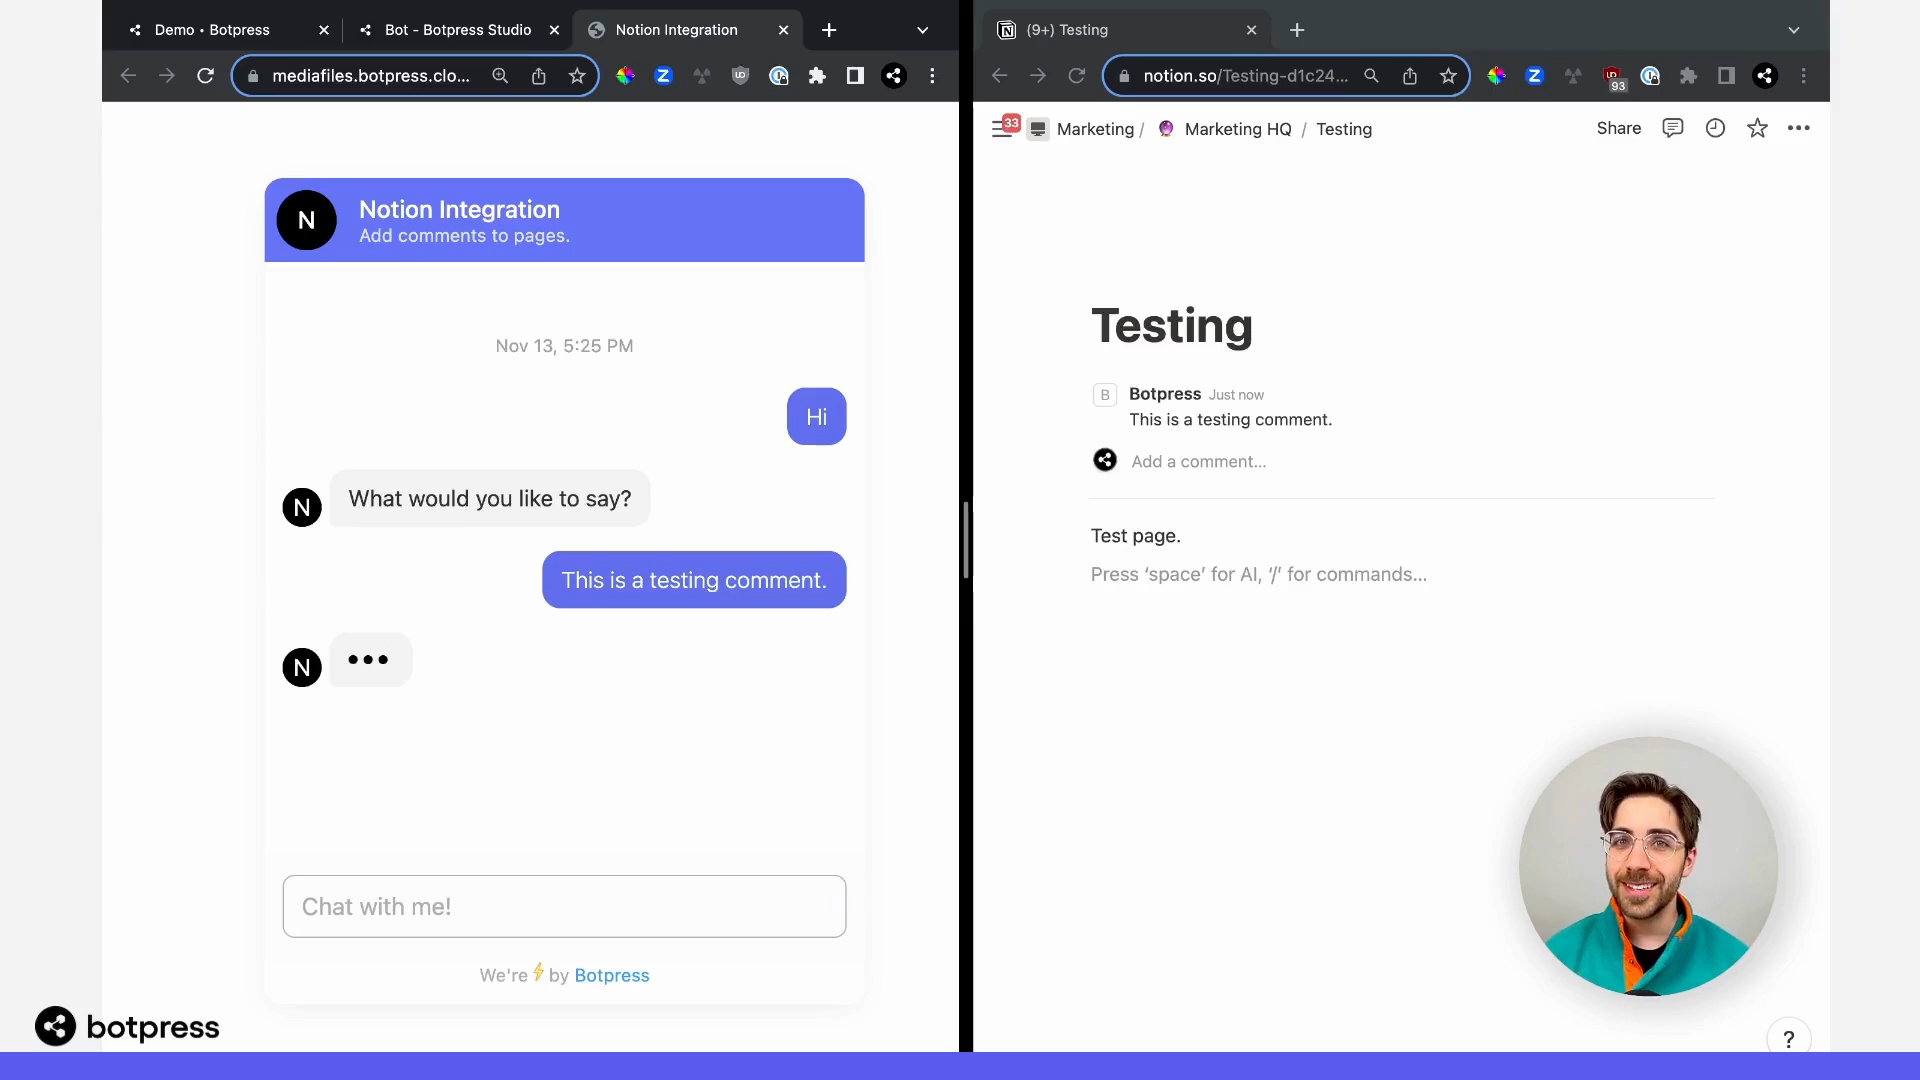 Demo • Botpress
Bot - Botpress Studio
Notion Integration
(9+) Testing
mediafiles.botpress.clo...
notion.so/Testing-d1c24...
93
33
Marketing /
Marketing HQ / Testing
Share
N
Notion Integration
Add comments to pages.
Nov 13, 5:25 PM
Hi
N
What would you like to say?
This is a testing comment.
N
Chat with me!
We're ⚡ by Botpress
Testing
B
Botpress Just now
This is a testing comment.
Add a comment...
Test page.
Press ‘space’ for AI, ‘/’ for commands...
?
botpress